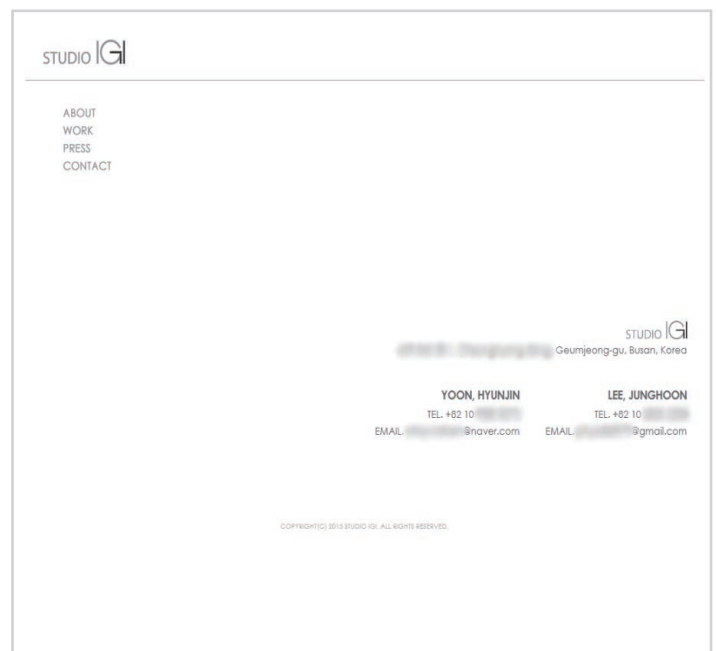 STUDIO IGI
ABOUT
WORK
PRESS
CONTACT
STUDIO IGI
Geumjeong-gu, Busan, Korea
YOON, HYUNJIN
TEL. +82 10
EMAIL. @naver.com
LEE, JUNGHOON
TEL. +82 10
EMAIL. @gmail.com
COPYRIGHT(C) 2015 STUDIO IGI. ALL RIGHTS RESERVED.